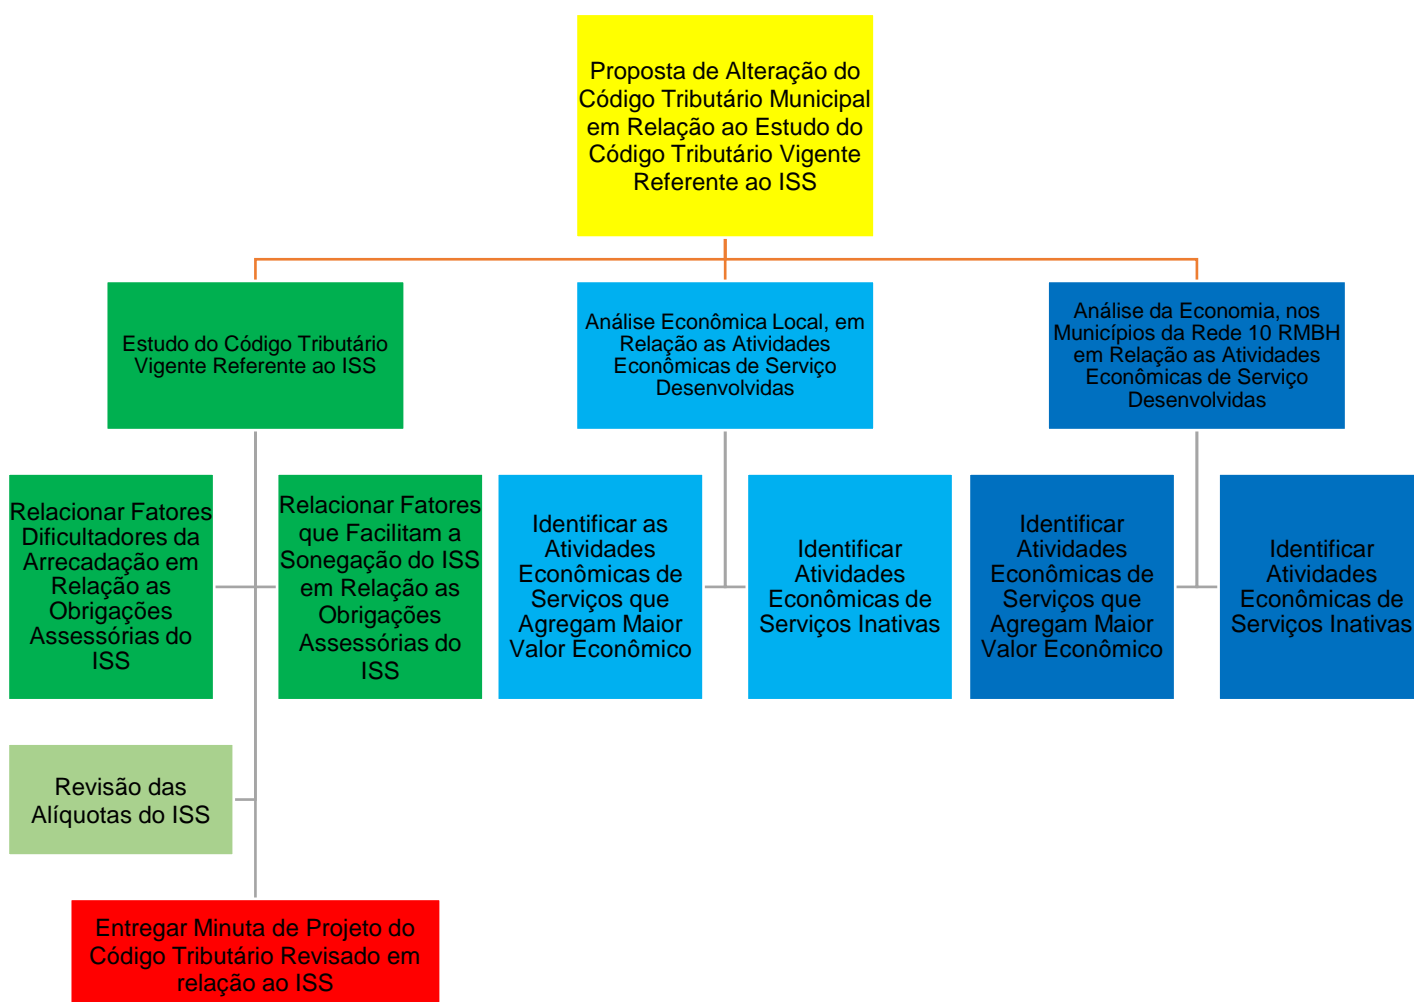 Proposta de Alteração do
Código Tributário Municipal
em Relação ao Estudo do
Código Tributário Vigente
Referente ao ISS
Estudo do Código Tributário
Vigente Referente ao ISS
Análise Econômica Local, em
Relação as Atividades
Econômicas de Serviço
Desenvolvidas
Análise da Economia, nos
Municípios da Rede 10 RMBH
em Relação as Atividades
Econômicas de Serviço
Desenvolvidas
Relacionar Fatores
Dificultadores da
Arrecadação em
Relação as
Obrigações
Assessórias do
ISS
Relacionar Fatores
que Facilitam a
Sonegação do ISS
em Relação as
Obrigações
Assessórias do
ISS
Identificar as
Atividades
Econômicas de
Serviços que
Agregam Maior
Valor Econômico
Identificar
Atividades
Econômicas de
Serviços Inativas
Identificar
Atividades
Econômicas de
Serviços que
Agregam Maior
Valor Econômico
Identificar
Atividades
Econômicas de
Serviços Inativas
Revisão das
Alíquotas do ISS
Entregar Minuta de Projeto do
Código Tributário Revisado em
relação ao ISS